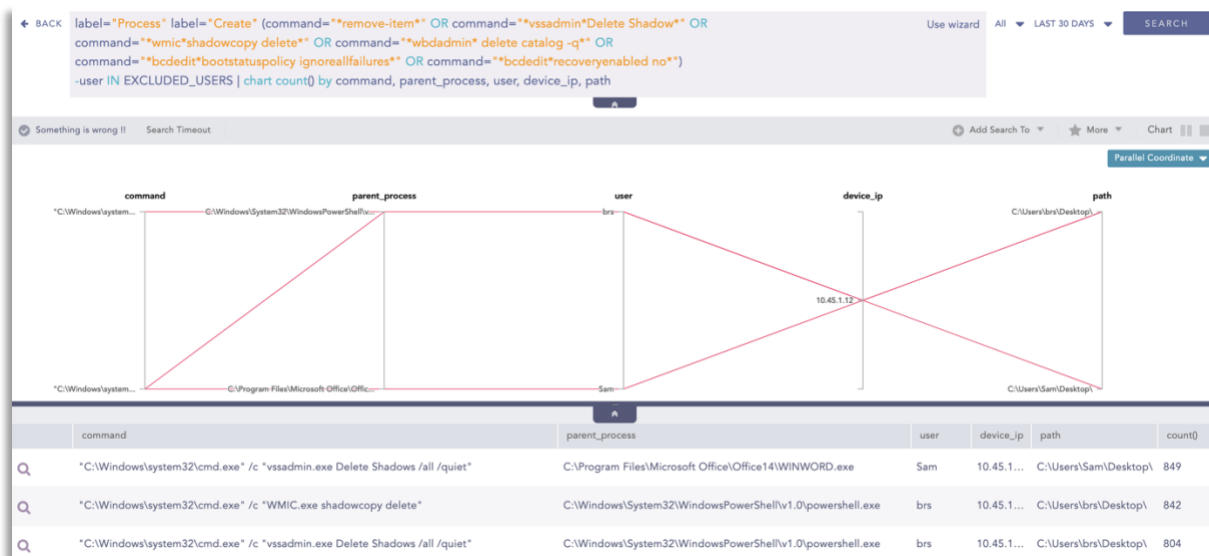 BACK
label="Process" label="Create" (command="*remove-item*" OR command="*vssadmin*Delete Shadow*" OR
command="*wmic*shadowcopy delete*" OR command="*wbdadmin* delete catalog -q*" OR
command="*bcdedit*bootstatuspolicy ignoreallfailures*" OR command="*bcdedit*recoveryenabled no*")
-user IN EXCLUDED_USERS | chart count() by command, parent_process, user, device_ip, path
Use wizard All LAST 30 DAYS SEARCH
Something is wrong !! Search Timeout Add Search To More Chart
Parallel Coordinate
command parent_process user device_ip path
"C:\Windows\system... C:\Windows\System32\WindowsPowerShell\v... brs C:\Users\brs\Desktop\
10.45.1.12
"C:\Windows\system... C:\Program Files\Microsoft Office\Offic... Sam C:\Users\Sam\Desktop\
command parent_process user device_ip path count()
"C:\Windows\system32\cmd.exe" /c "vssadmin.exe Delete Shadows /all /quiet" C:\Program Files\Microsoft Office\Office14\WINWORD.exe Sam 10.45.1... C:\Users\Sam\Desktop\ 849
"C:\Windows\system32\cmd.exe" /c "WMIC.exe shadowcopy delete" C:\Windows\System32\WindowsPowerShell\v1.0\powershell.exe brs 10.45.1... C:\Users\brs\Desktop\ 842
"C:\Windows\system32\cmd.exe" /c "vssadmin.exe Delete Shadows /all /quiet" C:\Windows\System32\WindowsPowerShell\v1.0\powershell.exe brs 10.45.1... C:\Users\brs\Desktop\ 804